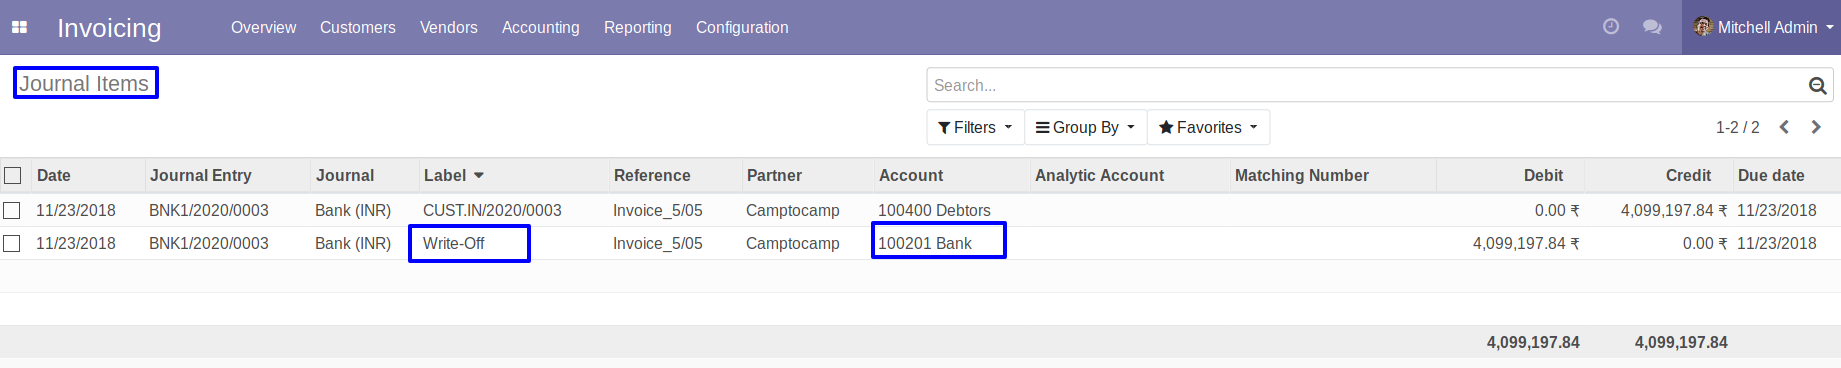 Invoicing Overview Customers Vendors Accounting Reporting Configuration Mitchell Admin
Journal Items
Search...
Filters Group By Favorites 1-2 / 2
Date Journal Entry Journal Label Reference Partner Account Analytic Account Matching Number Debit Credit Due date
11/23/2018 BNK1/2020/0003 Bank (INR) CUST.IN/2020/0003 Invoice_5/05 Camptocamp 100400 Debtors 0.00 ₹ 4,099,197.84 ₹ 11/23/2018
11/23/2018 BNK1/2020/0003 Bank (INR) Write-Off Invoice_5/05 Camptocamp 100201 Bank 4,099,197.84 ₹ 0.00 ₹ 11/23/2018
4,099,197.84 4,099,197.84